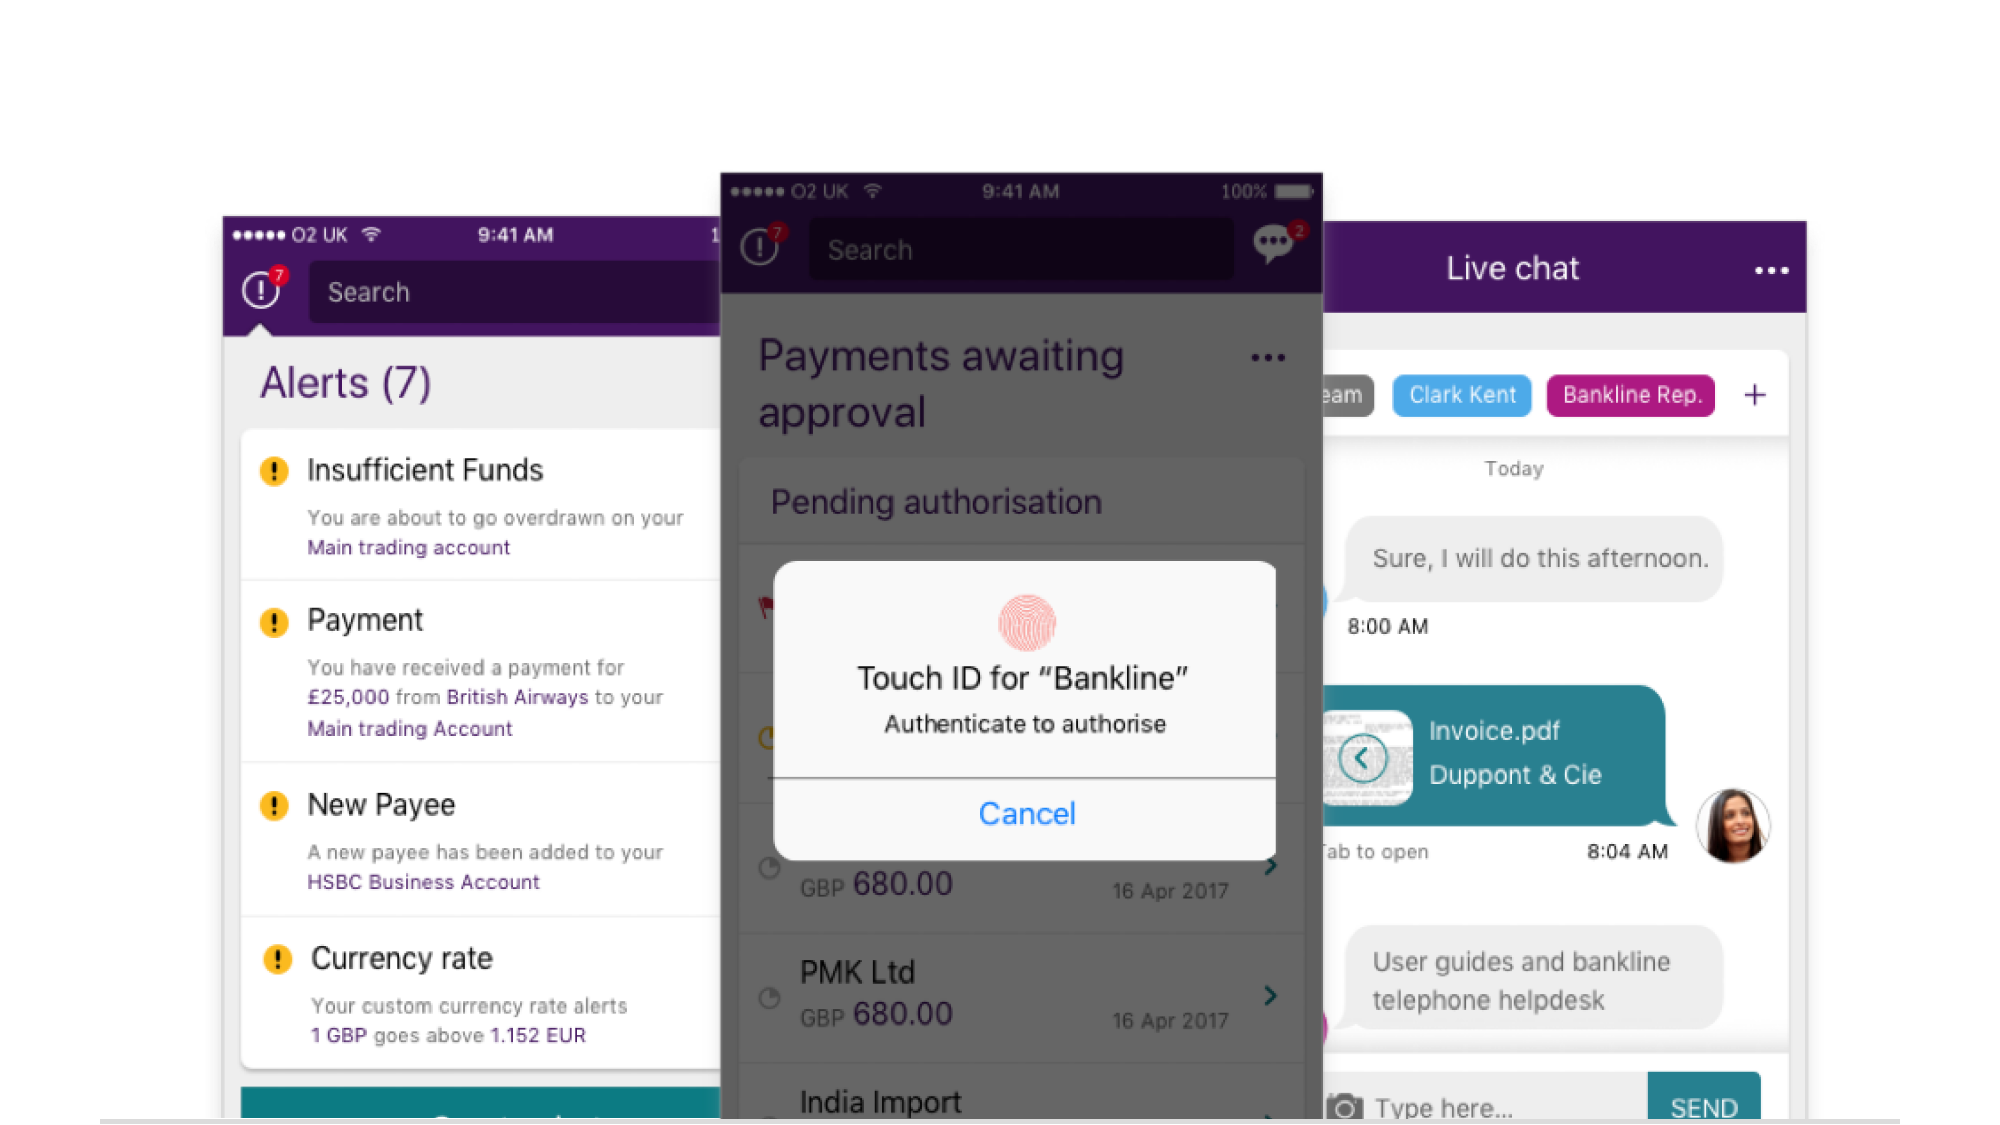 O2 UK 9:41 AM 1
7
Search
Alerts (7)
Insufficient Funds
You are about to go overdrawn on your
Main trading account
Payment
You have received a payment for
£25,000 from British Airways to your
Main trading Account
New Payee
A new payee has been added to your
HSBC Business Account
Currency rate
Your custom currency rate alerts
1 GBP goes above 1.152 EUR
O2 UK 9:41 AM 100%
7
Search
2
Payments awaiting
approval
Pending authorisation
Touch ID for “Bankline”
Authenticate to authorise
Cancel
GBP 680.00 16 Apr 2017
PMK Ltd
GBP 680.00 16 Apr 2017
India Import
Live chat
eam Clark Kent Bankline Rep. +
Today
Sure, I will do this afternoon.
8:00 AM
Invoice.pdf
Duppont & Cie
Tab to open 8:04 AM
User guides and bankline
telephone helpdesk
Type here... SEND